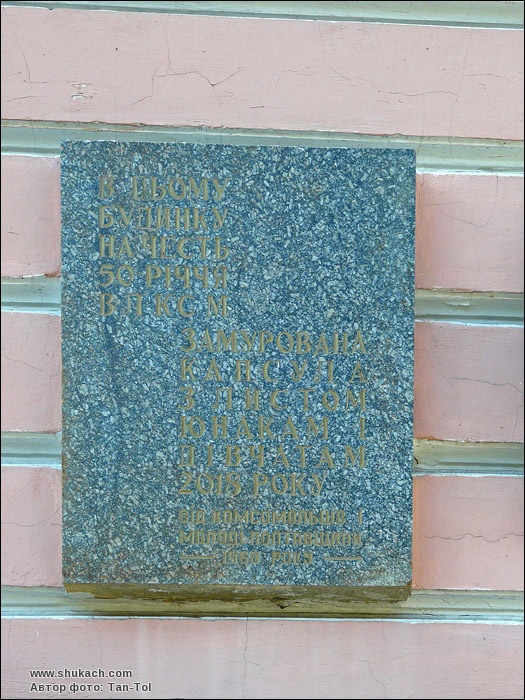 В ЦЬОМУ
БУДИНКУ
НА ЧЕСТЬ
50-РІЧЧЯ
ВЛКСМ
ЗАМУРОВАНА
КАПСУЛА
З ЛИСТОМ
ЮНАКАМ І
ДІВЧАТАМ
2018 РОКУ
ВІД КОМСОМОЛЬЦІВ І
МОЛОДІ ПОЛТАВЩИНИ
РОКУ
www.shukach.com
Автор фото: Tan-Tol